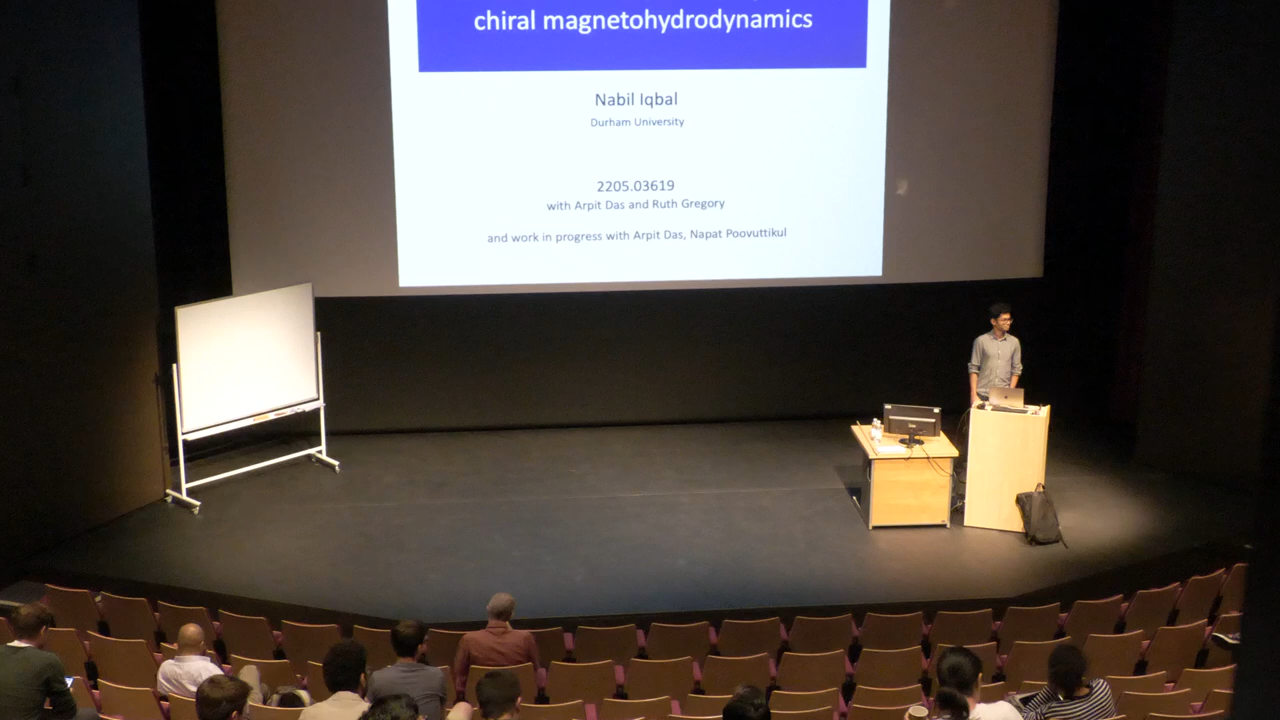 chiral magnetohydrodynamics
Nabil Iqbal
Durham University
2205.03619
with Arpit Das and Ruth Gregory
and work in progress with Arpit Das, Napat Poovuttikul